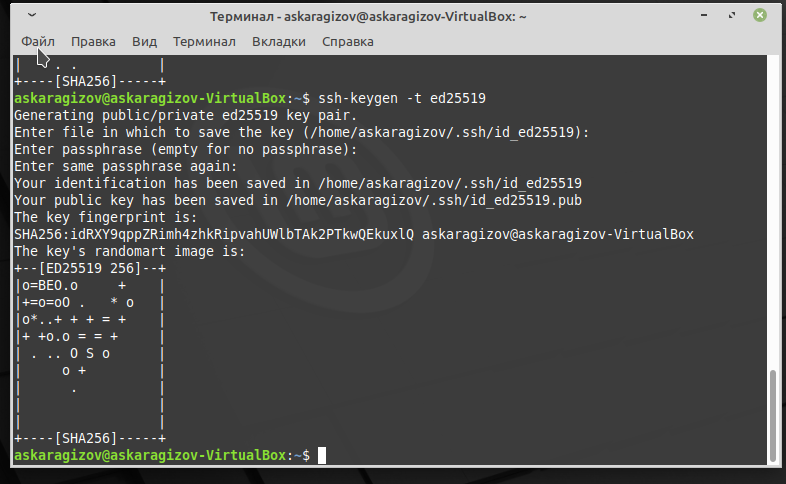 Терминал - askaragizov@askaragizov-VirtualBox: ~
Файл Правка Вид Терминал Вкладки Справка
|    . .          |
+----[SHA256]-----+
askaragizov@askaragizov-VirtualBox:~$ ssh-keygen -t ed25519
Generating public/private ed25519 key pair.
Enter file in which to save the key (/home/askaragizov/.ssh/id_ed25519):
Enter passphrase (empty for no passphrase):
Enter same passphrase again:
Your identification has been saved in /home/askaragizov/.ssh/id_ed25519
Your public key has been saved in /home/askaragizov/.ssh/id_ed25519.pub
The key fingerprint is:
SHA256:idRXY9qppZRimh4zhkRipvahUWlbTAk2PTkwQEkuxlQ askaragizov@askaragizov-VirtualBox
The key's randomart image is:
+--[ED25519 256]--+
|o=BEO.o     +    |
|+=o=oO .   * o   |
|o*..+ + + = +    |
|+ +o.o = = +     |
| . .. O S o      |
|     o +         |
|      .          |
|                 |
|                 |
+----[SHA256]-----+
askaragizov@askaragizov-VirtualBox:~$